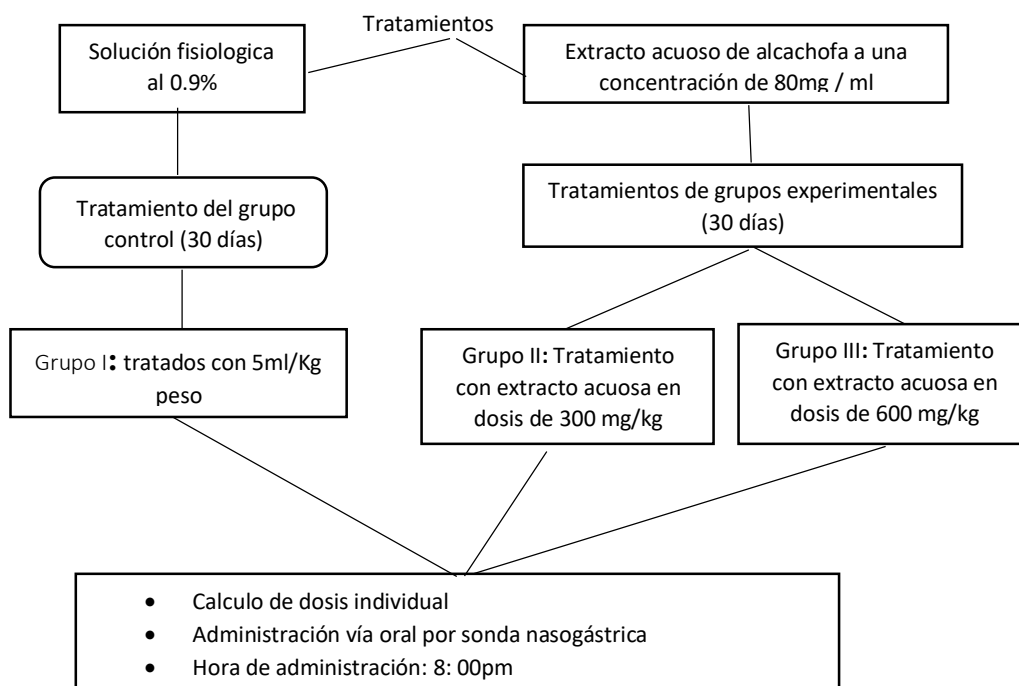 Tratamientos
Solución fisiologica
al 0.9%
Extracto acuoso de alcachofa a una
concentración de 80mg / ml
Tratamiento del grupo
control (30 días)
Tratamientos de grupos experimentales
(30 días)
Grupo I: tratados con 5ml/Kg
peso
Grupo II: Tratamiento
con extracto acuosa en
dosis de 300 mg/kg
Grupo III: Tratamiento
con extracto acuosa en
dosis de 600 mg/kg
• Calculo de dosis individual
• Administración vía oral por sonda nasogástrica
• Hora de administración: 8: 00pm